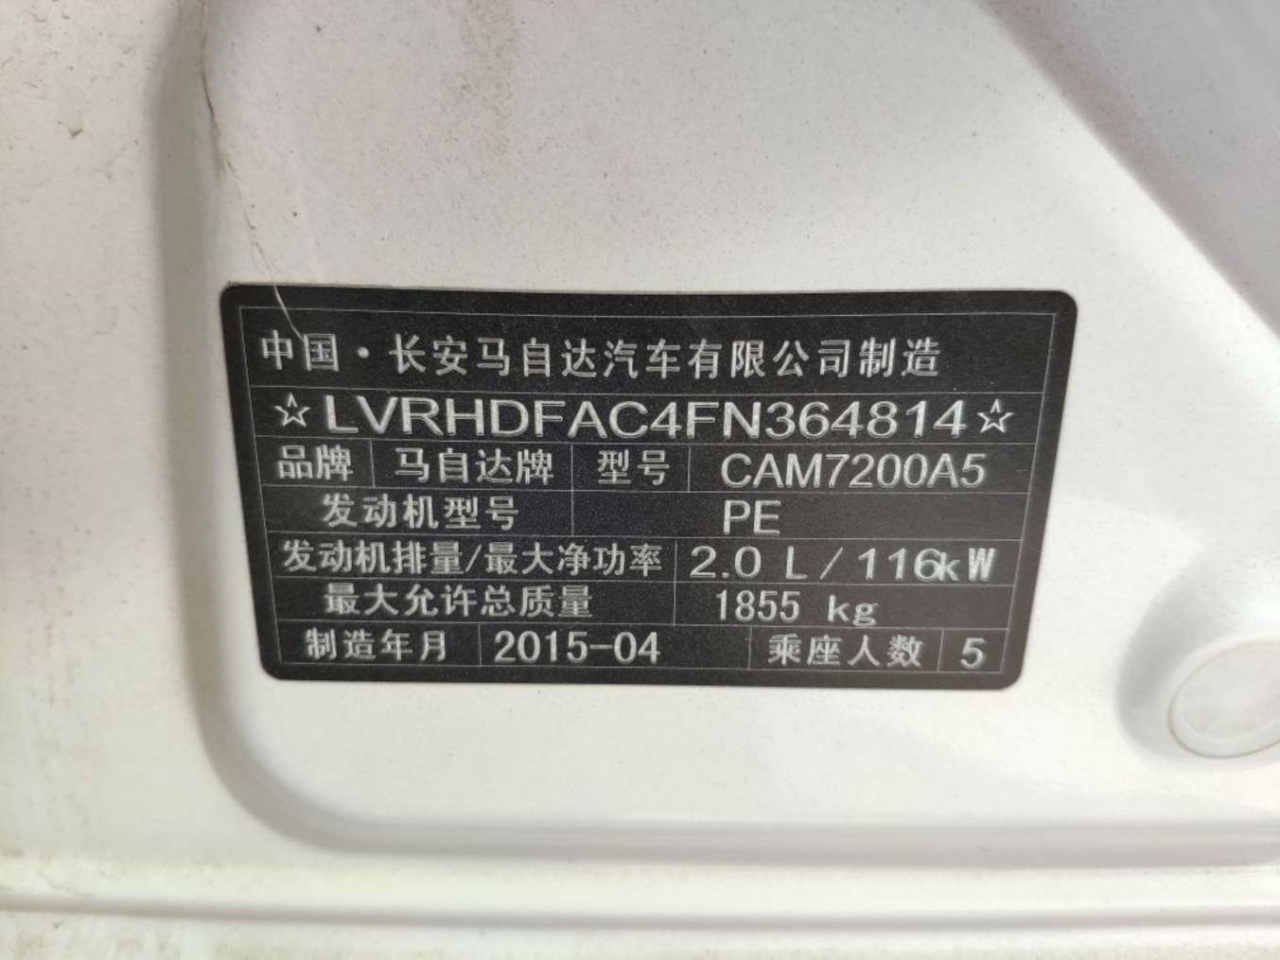 中国·长安马自达汽车有限公司制造
☆LVRHDFAC4FN364814☆
品牌 马自达牌 型号 CAM7200A5
发动机型号 PE
发动机排量/最大净功率 2.0 L / 116kW
最大允许总质量 1855 kg
制造年月 2015-04 乘座人数 5